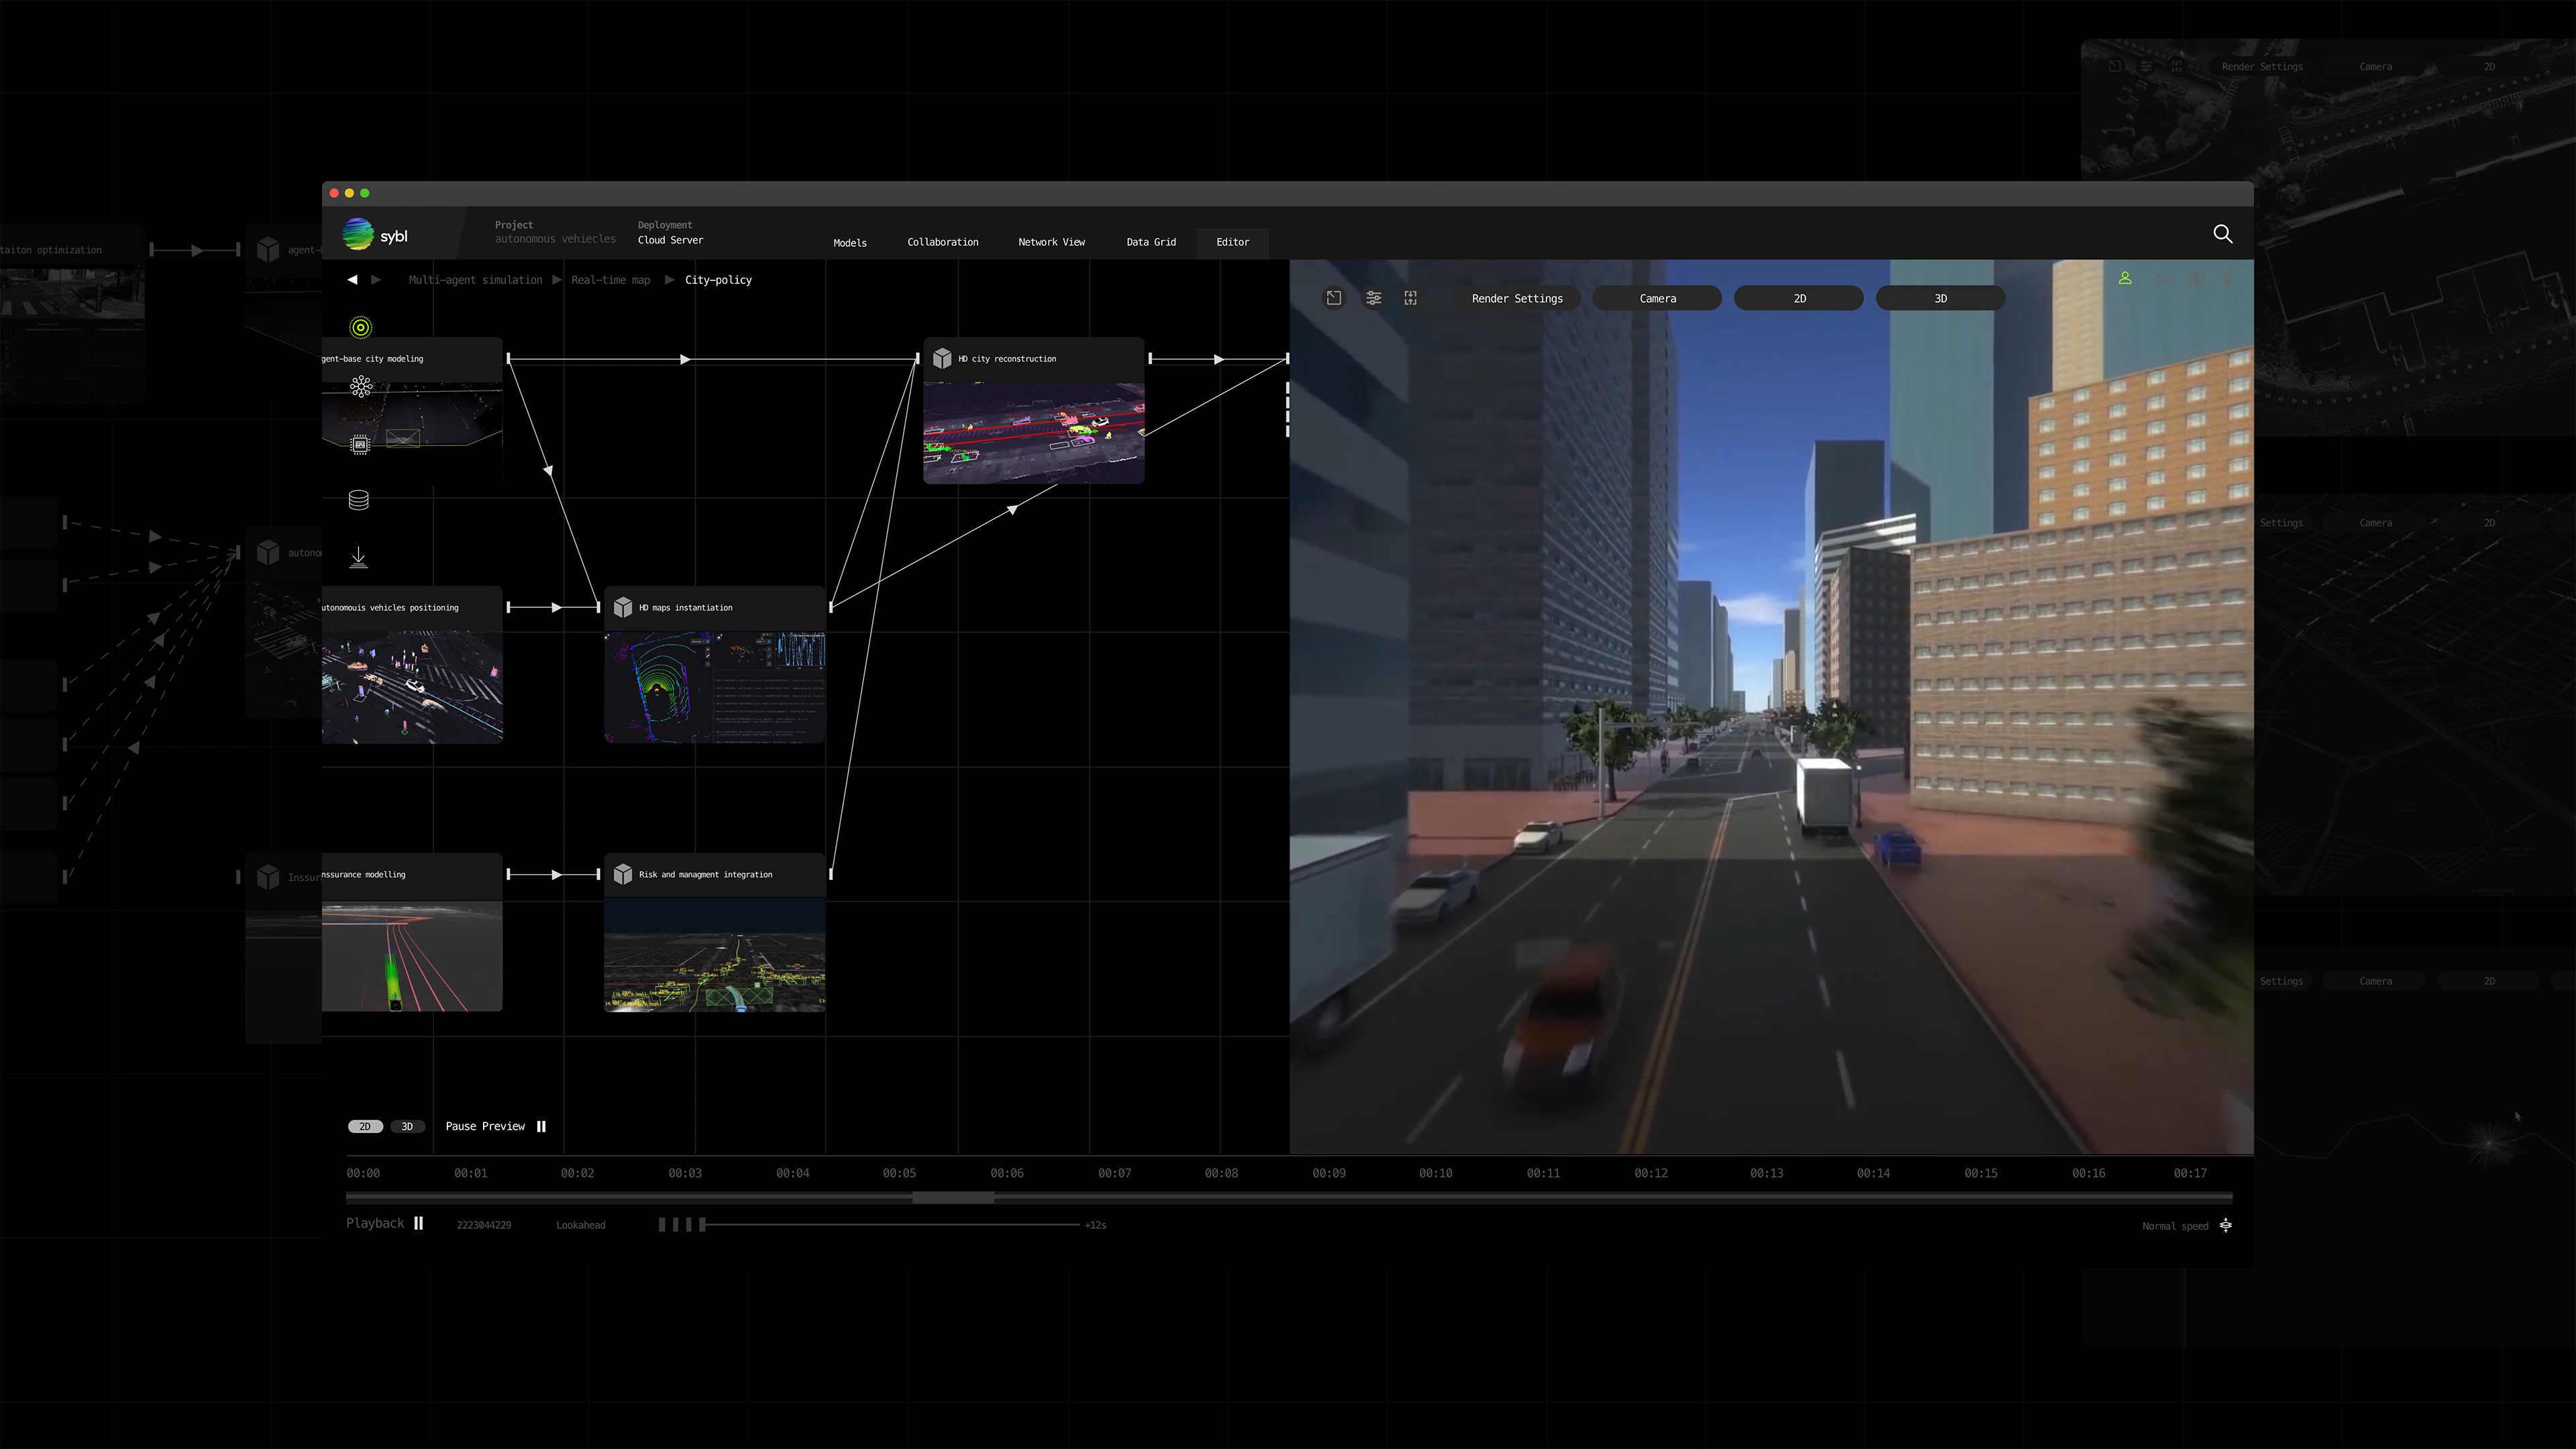 Render Settings
Camera
2D
sybl
Project
autonomous vehiecles
Deployment
Cloud Server
Models
Collaboration
Network View
Data Grid
Editor
Multi-agent simulation
Real-time map
City-policy
Render Settings
Camera
2D
3D
taiton optimization
agent-
gent-base city modeling
HD city reconstruction
Settings
Camera
2D
autonom
utonomouis vehicles positioning
HD maps instantiation
Inssur
nssurance modelling
Risk and managment integration
Settings
Camera
2D
2D
3D
Pause Preview
00:00
00:01
00:02
00:03
00:04
00:05
00:06
00:07
00:08
00:09
00:10
00:11
00:12
00:13
00:14
00:15
00:16
00:17
Playback
2223044229
Lookahead
+12s
Normal speed